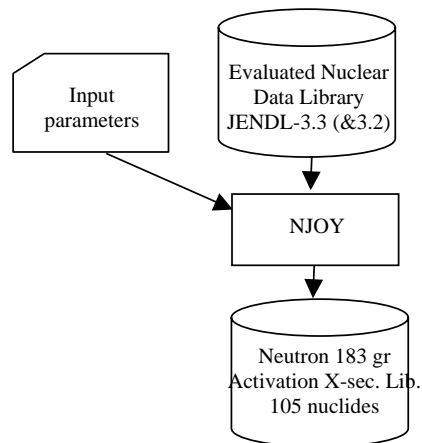 Evaluated Nuclear
Data Library
JENDL-3.3 (&3.2)
Input
parameters
NJOY
Neutron 183 gr
Activation X-sec. Lib.
105 nuclides